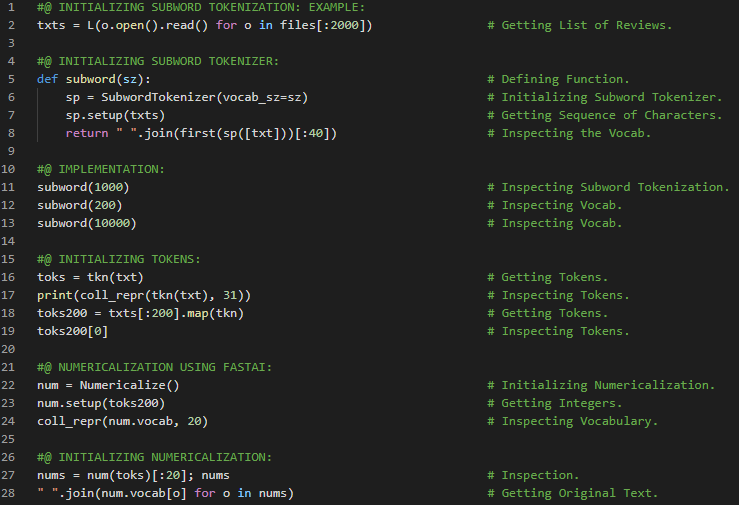 1 #@ INITIALIZING SUBWORD TOKENIZATION: EXAMPLE:
2 txts = L(o.open().read() for o in files[:2000]) # Getting List of Reviews.
3
4 #@ INITIALIZING SUBWORD TOKENIZER:
5 def subword(sz): # Defining Function.
6     sp = SubwordTokenizer(vocab_sz=sz) # Initializing Subword Tokenizer.
7     sp.setup(txts) # Getting Sequence of Characters.
8     return " ".join(first(sp([txt]))[:40]) # Inspecting the Vocab.
9
10 #@ IMPLEMENTATION:
11 subword(1000) # Inspecting Subword Tokenization.
12 subword(200) # Inspecting Vocab.
13 subword(10000) # Inspecting Vocab.
14
15 #@ INITIALIZING TOKENS:
16 toks = tkn(txt) # Getting Tokens.
17 print(coll_repr(tkn(txt), 31)) # Inspecting Tokens.
18 toks200 = txts[:200].map(tkn) # Getting Tokens.
19 toks200[0] # Inspecting Tokens.
20
21 #@ NUMERICALIZATION USING FASTAI:
22 num = Numericalize() # Initializing Numericalization.
23 num.setup(toks200) # Getting Integers.
24 coll_repr(num.vocab, 20) # Inspecting Vocabulary.
25
26 #@ INITIALIZING NUMERICALIZATION:
27 nums = num(toks)[:20]; nums # Inspection.
28 " ".join(num.vocab[o] for o in nums) # Getting Original Text.